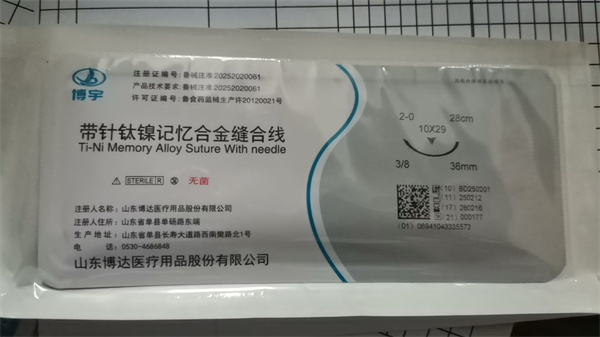 博宇
注册证编号: 鲁械注准20252020061
产品技术要求: 鲁械注准20252020061
许可证编号: 鲁食药监械生产许20120021号
带针钛镍记忆合金缝合线
Ti-Ni Memory Alloy Suture With needle
STERILE R 无菌
注册人名称: 山东博达医疗用品股份有限公司
注册人住所: 山东省单县单砀路东端
生产地址: 山东省单县长寿大道路西南樊路北1号
电话: 0530-4686848
山东博达医疗用品股份有限公司
2-0 28cm
10X29
3/8 36mm
(10) BD250201
(11) 250212
(17) 280216
(21) 000177
(01) 06941043335573